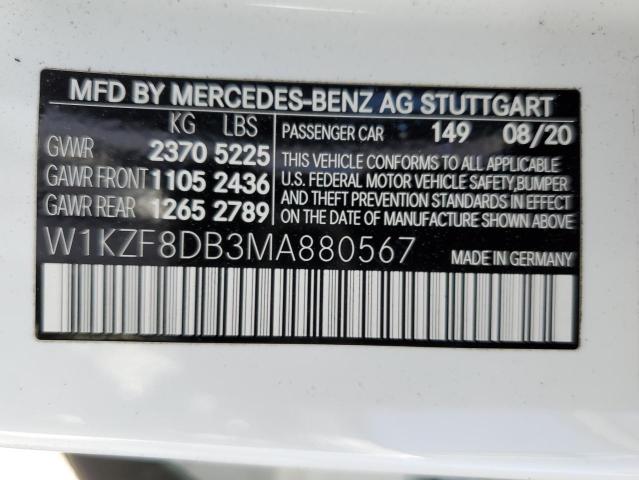 MFD BY MERCEDES-BENZ AG STUTTGART
KG LBS
GVWR 2370 5225
GAWR FRONT 1105 2436
GAWR REAR 1265 2789
PASSENGER CAR 149 08/20
THIS VEHICLE CONFORMS TO ALL APPLICABLE
U.S. FEDERAL MOTOR VEHICLE SAFETY,BUMPER
AND THEFT PREVENTION STANDARDS IN EFFECT
ON THE DATE OF MANUFACTURE SHOWN ABOVE.
W1KZF8DB3MA880567 MADE IN GERMANY